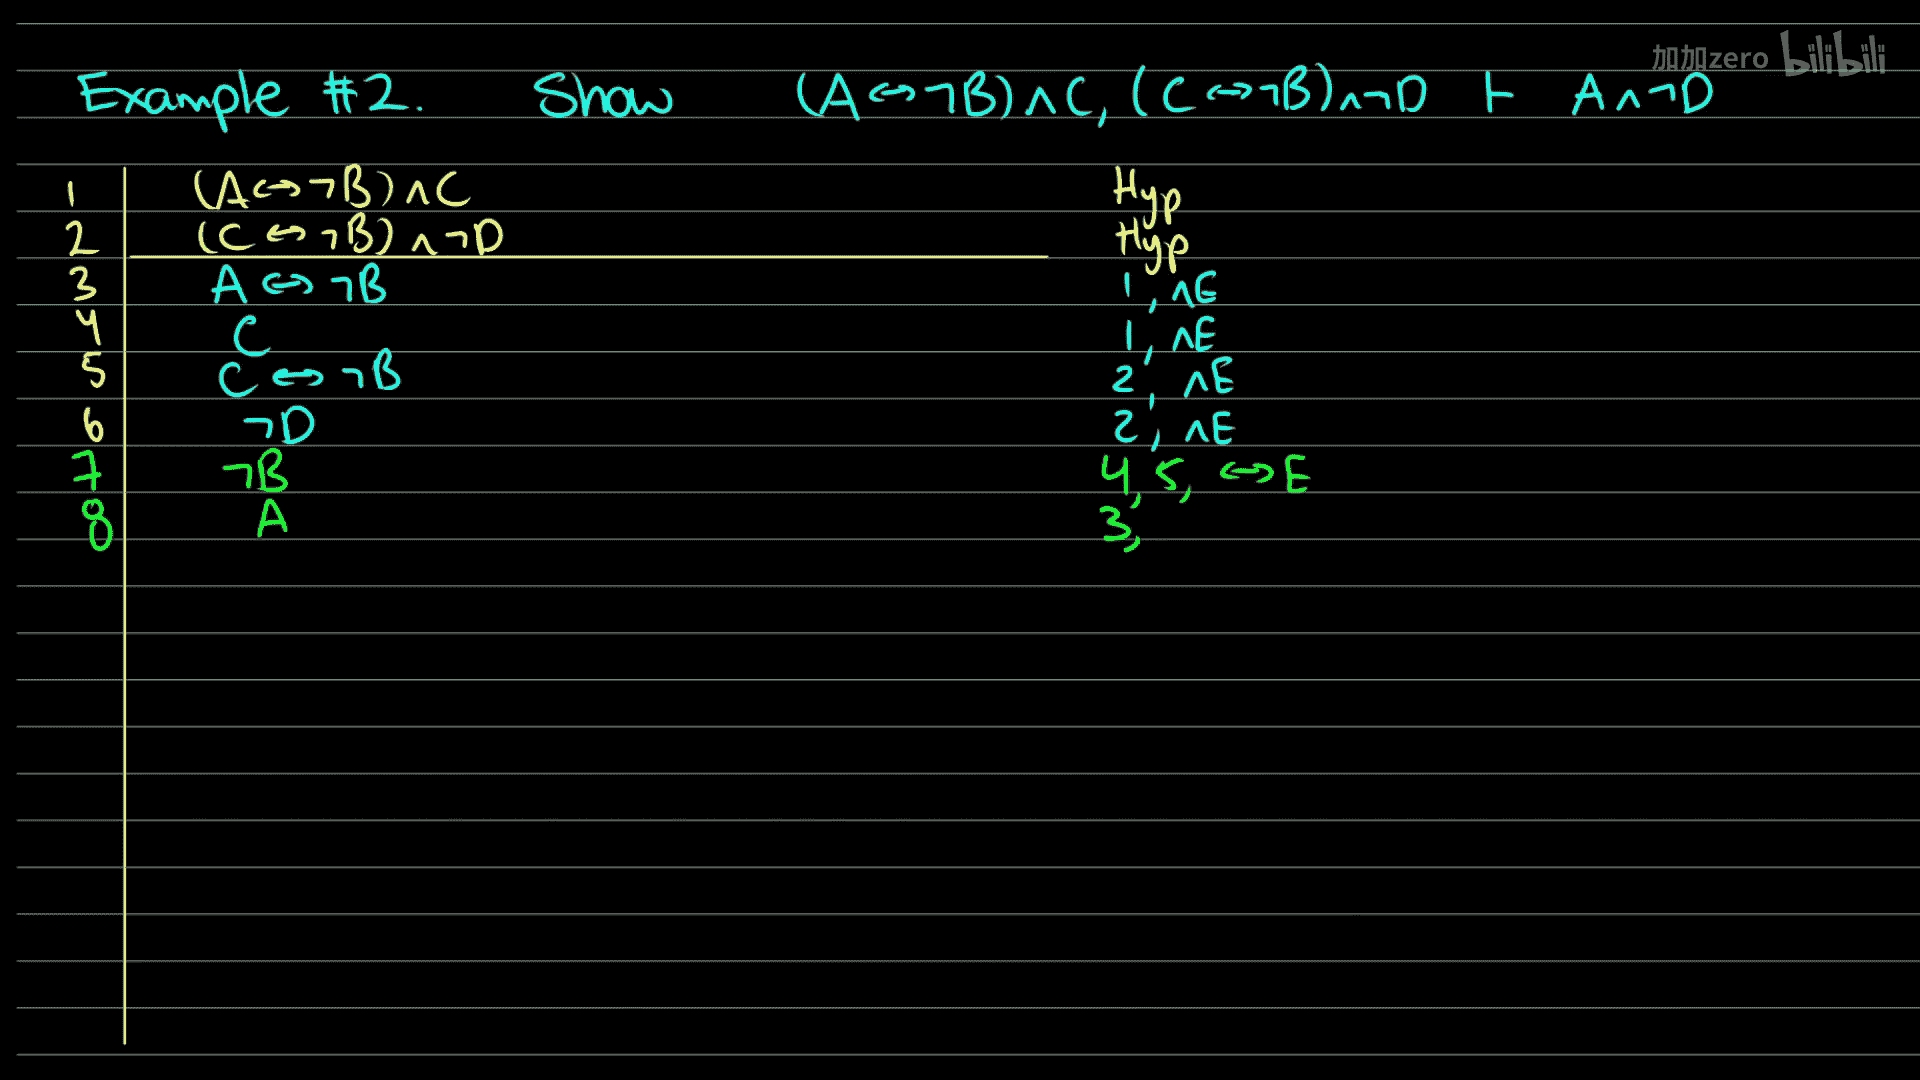 加加zero bilibili
Example #2. Show (A↔¬B)∧C, (C↔¬B)∧¬D ⊢ A∧¬D
1 (A↔¬B)∧C Hyp
2 (C↔¬B)∧¬D Hyp
3 A↔¬B 1, ∧E
4 C 1, ∧E
5 C↔¬B 2, ∧E
6 ¬D 2, ∧E
7 ¬B 4, 5, ↔E
8 A 3,